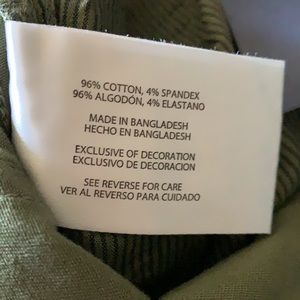 96% COTTON, 4% SPANDEX
96% ALGODÓN, 4% ELASTANO
MADE IN BANGLADESH
HECHO EN BANGLADESH
EXCLUSIVE OF DECORATION
EXCLUSIVO DE DECORACION
SEE REVERSE FOR CARE
VER AL REVERSO PARA CUIDADO